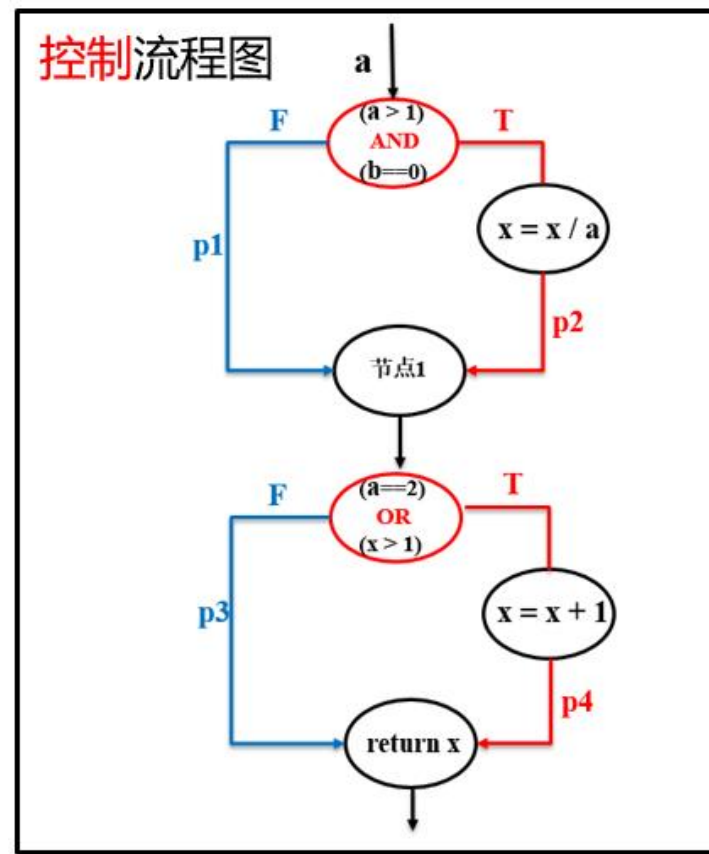 控制流程图
a
(a > 1)
F
AND
T
(b==0)
x = x / a
p1
p2
节点1
(a==2)
F
OR
T
(x > 1)
p3
x = x + 1
p4
return x